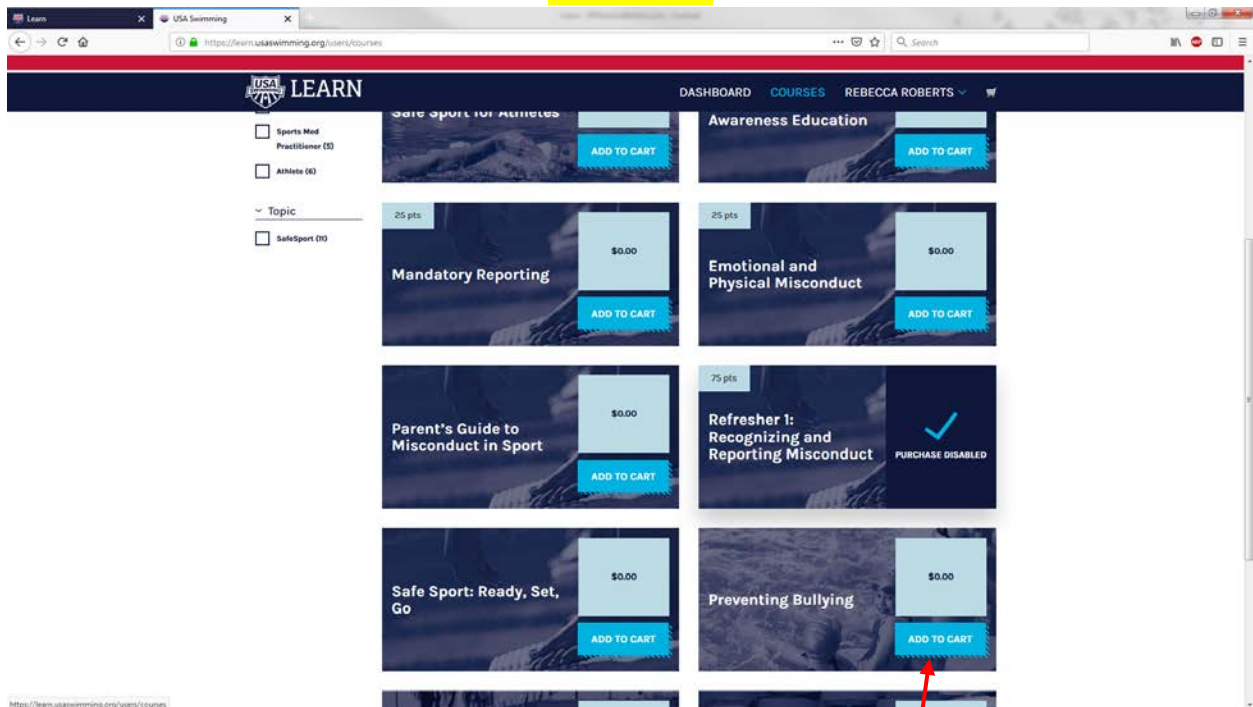 Learn
USA Swimming
https://learn.usaswimming.org/users/courses
Search
USA LEARN
DASHBOARD COURSES REBECCA ROBERTS
Sports Med
Practitioner (5)
Athlete (6)
Topic
SafeSport (11)
Safe Sport for Athletes
ADD TO CART
Awareness Education
ADD TO CART
25 pts
Mandatory Reporting
$0.00
ADD TO CART
25 pts
Emotional and
Physical Misconduct
$0.00
ADD TO CART
Parent's Guide to
Misconduct in Sport
$0.00
ADD TO CART
75 pts
Refresher 1:
Recognizing and
Reporting Misconduct
PURCHASE DISABLED
Safe Sport: Ready, Set,
Go
$0.00
ADD TO CART
Preventing Bullying
$0.00
ADD TO CART
https://learn.usaswimming.org/users/courses